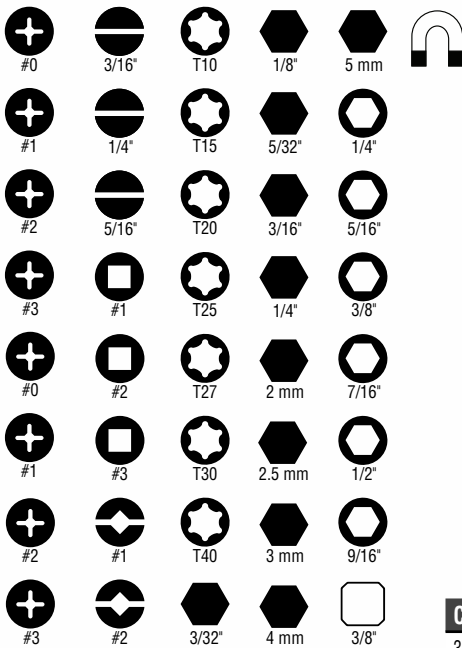 #0 3/16" T10 1/8" 5 mm
#1 1/4" T15 5/32" 1/4"
#2 5/16" T20 3/16" 5/16"
#3 #1 T25 1/4" 3/8"
#0 #2 T27 2 mm 7/16"
#1 #3 T30 2.5 mm 1/2"
#2 #1 T40 3 mm 9/16"
#3 #2 3/32" 4 mm 3/8"